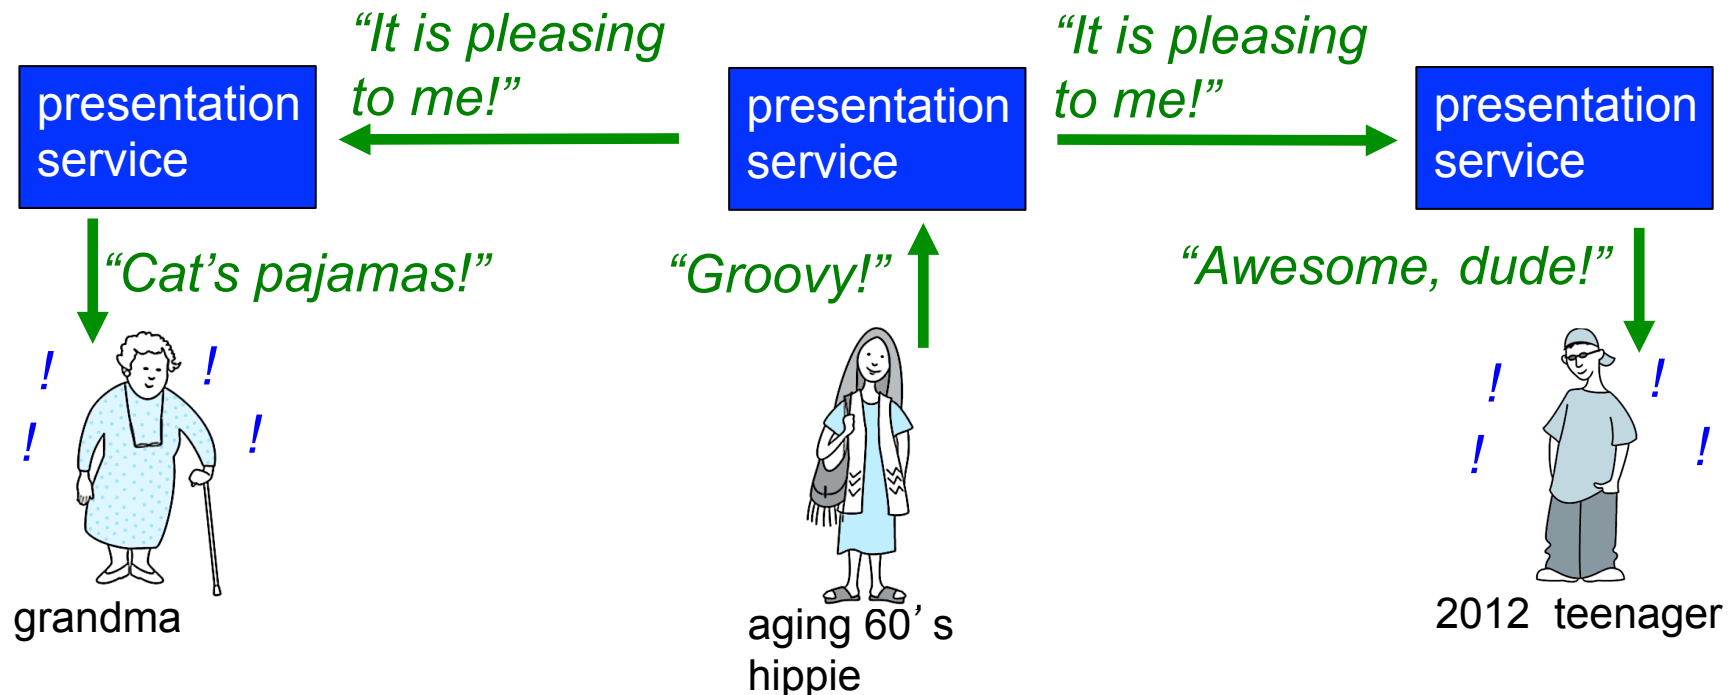 “It is pleasing
to me!”
“It is pleasing
to me!”
presentation
service
presentation
service
presentation
service
“Cat’s pajamas!”
“Groovy!”
“Awesome, dude!”
!
!
!
!
!
!
!
!
grandma
aging 60’s
hippie
2012 teenager